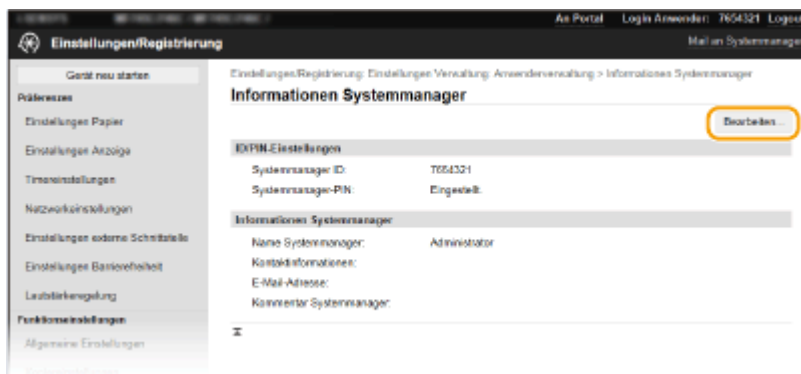 An Portal Login Anwender: 7654321 Logout
Einstellungen/Registrierung
Mail an Systemmanager
Gerät neu starten
Präferenzen
Einstellungen Papier
Einstellungen Anzeige
Timereinstellungen
Netzwerkeinstellungen
Einstellungen externe Schnittstelle
Einstellungen Barrierefreiheit
Lautstärkeregelung
Funktionseinstellungen
Allgemeine Einstellungen
Einstellungen/Registrierung: Einstellungen Verwaltung: Anwenderverwaltung > Informationen Systemmanager
Informationen Systemmanager
Bearbeiten...
ID/PIN-Einstellungen
Systemmanager ID: 7654321
Systemmanager-PIN: Eingestellt
Informationen Systemmanager
Name Systemmanager: Administrator
Kontaktinformationen:
E-Mail-Adresse:
Kommentar Systemmanager: